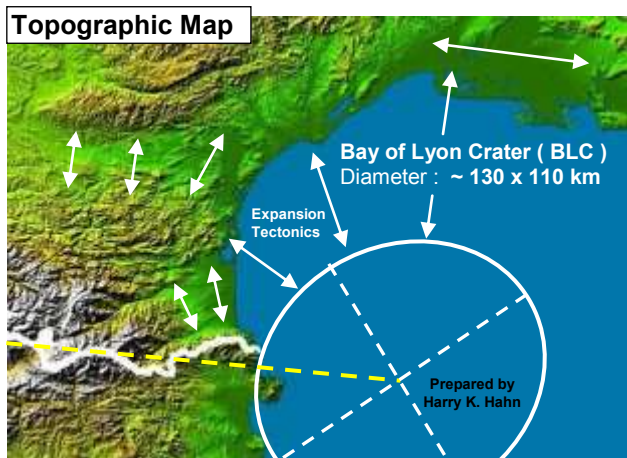 Topographic Map
Bay of Lyon Crater ( BLC )
Diameter : ~ 130 x 110 km
Expansion
Tectonics
Prepared by
Harry K. Hahn